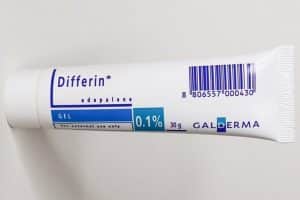 Differin®
adapalene
GEL
For external use only
0.1%
30 g
8 806557 000430
GALDERMA